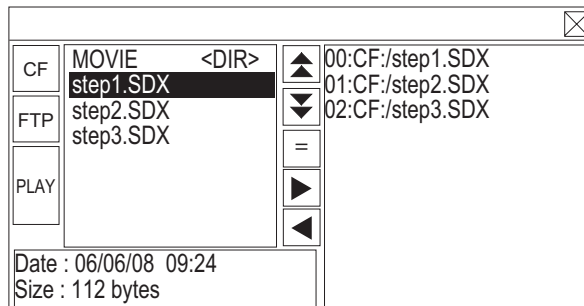 CF
FTP
PLAY
MOVIE <DIR>
step1.SDX
step2.SDX
step3.SDX
=
00:CF:/step1.SDX
01:CF:/step2.SDX
02:CF:/step3.SDX
Date : 06/06/08 09:24
Size : 112 bytes